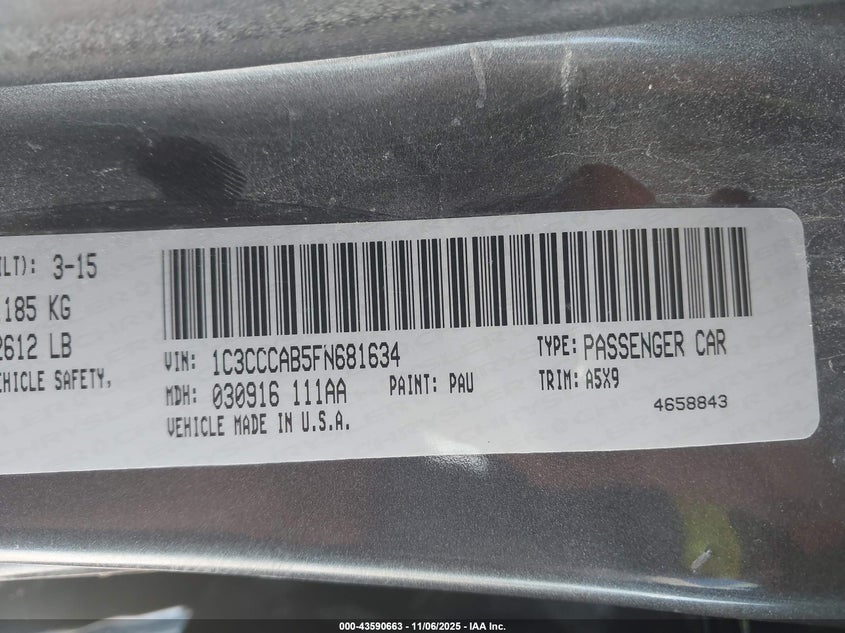 ILT): 3-15
185 KG
2612 LB
EHICLE SAFETY,
VIN: 1C3CCCAB5FN681634
TYPE: PASSENGER CAR
MDH: 030916 111AA
PAINT: PAU
TRIM: A5X9
VEHICLE MADE IN U.S.A.
4658843
000-43590663 - 11/06/2025 - IAA Inc.